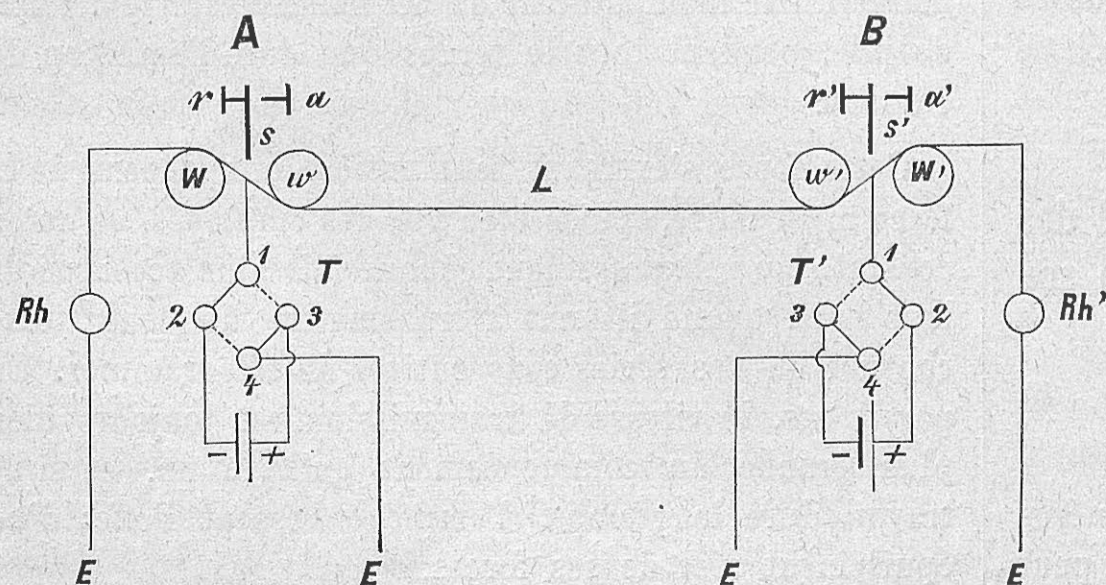 A B
r a r' a'
s s'
W w L w' W'
1 T T' 1
Rh 2 3 3 2 Rh'
4 4
- + - +
E E E E